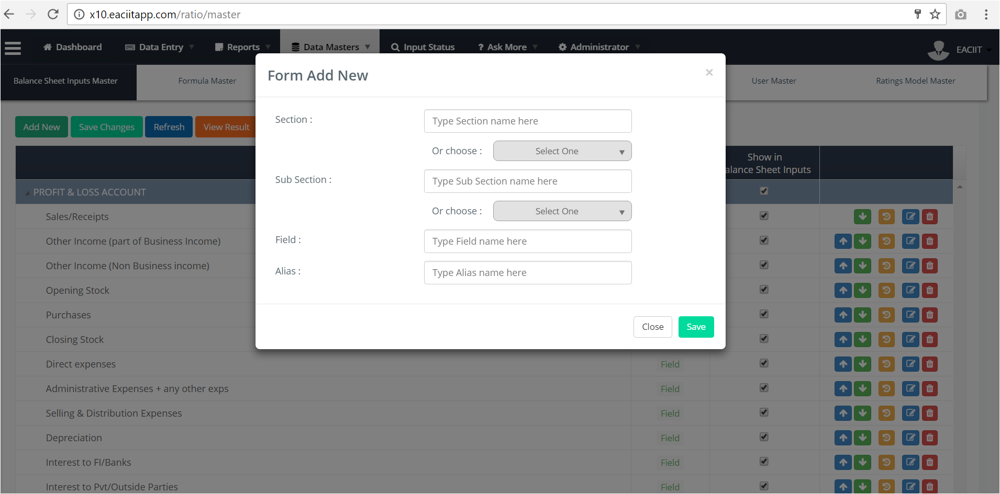 x10.eaciitapp.com/ratio/master
Dashboard
Data Entry
Reports
Data Masters
Input Status
? Ask More
Administrator
EACIIT
Balance Sheet Inputs Master
Formula Master
User Master
Ratings Model Master
Form Add New
×
Section :
Type Section name here
Or choose :
Select One
Sub Section :
Type Sub Section name here
Or choose :
Select One
Field :
Type Field name here
Alias :
Type Alias name here
Close
Save
Add New
Save Changes
Refresh
View Result
Show in
alance Sheet Inputs
PROFIT & LOSS ACCOUNT
Sales/Receipts
Other Income (part of Business Income)
Other Income (Non Business income)
Opening Stock
Purchases
Closing Stock
Direct expenses
Field
Administrative Expenses + any other exps
Field
Selling & Distribution Expenses
Field
Depreciation
Field
Interest to FI/Banks
Field
Interest to Pvt/Outside Parties
Field